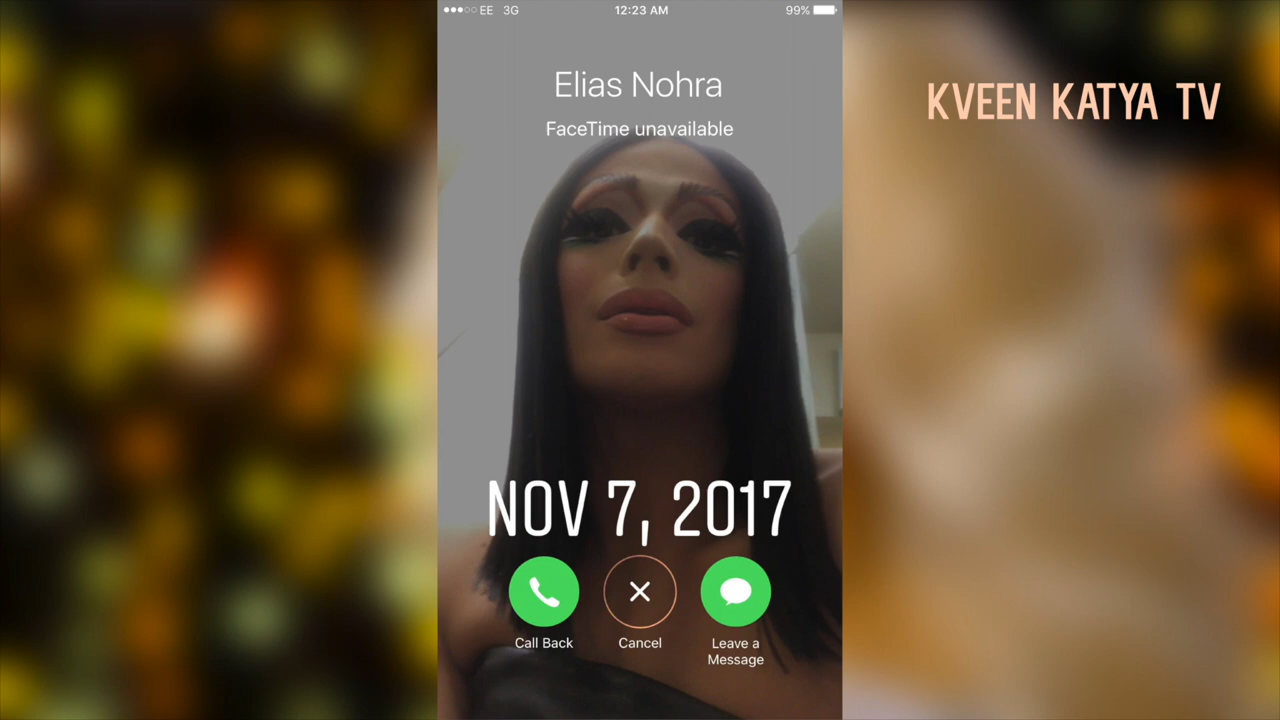 EE 3G 12:23 AM 99%
Elias Nohra
FaceTime unavailable
KVEEN KATYA TV
NOV 7, 2017
Call Back
Cancel
Leave a
Message